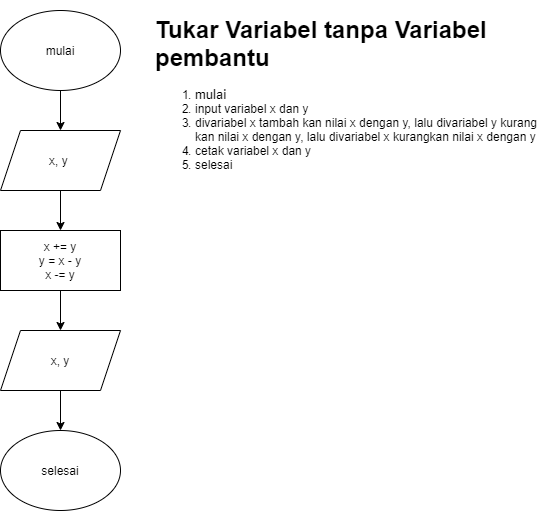 mulai
x, y
x += y
y = x - y
x -= y
x, y
selesai
Tukar Variabel tanpa Variabel
pembantu
1. mulai
2. input variabel x dan y
3. divariabel x tambah kan nilai x dengan y, lalu divariabel y kurang
kan nilai x dengan y, lalu divariabel x kurangkan nilai x dengan y
4. cetak variabel x dan y
5. selesai